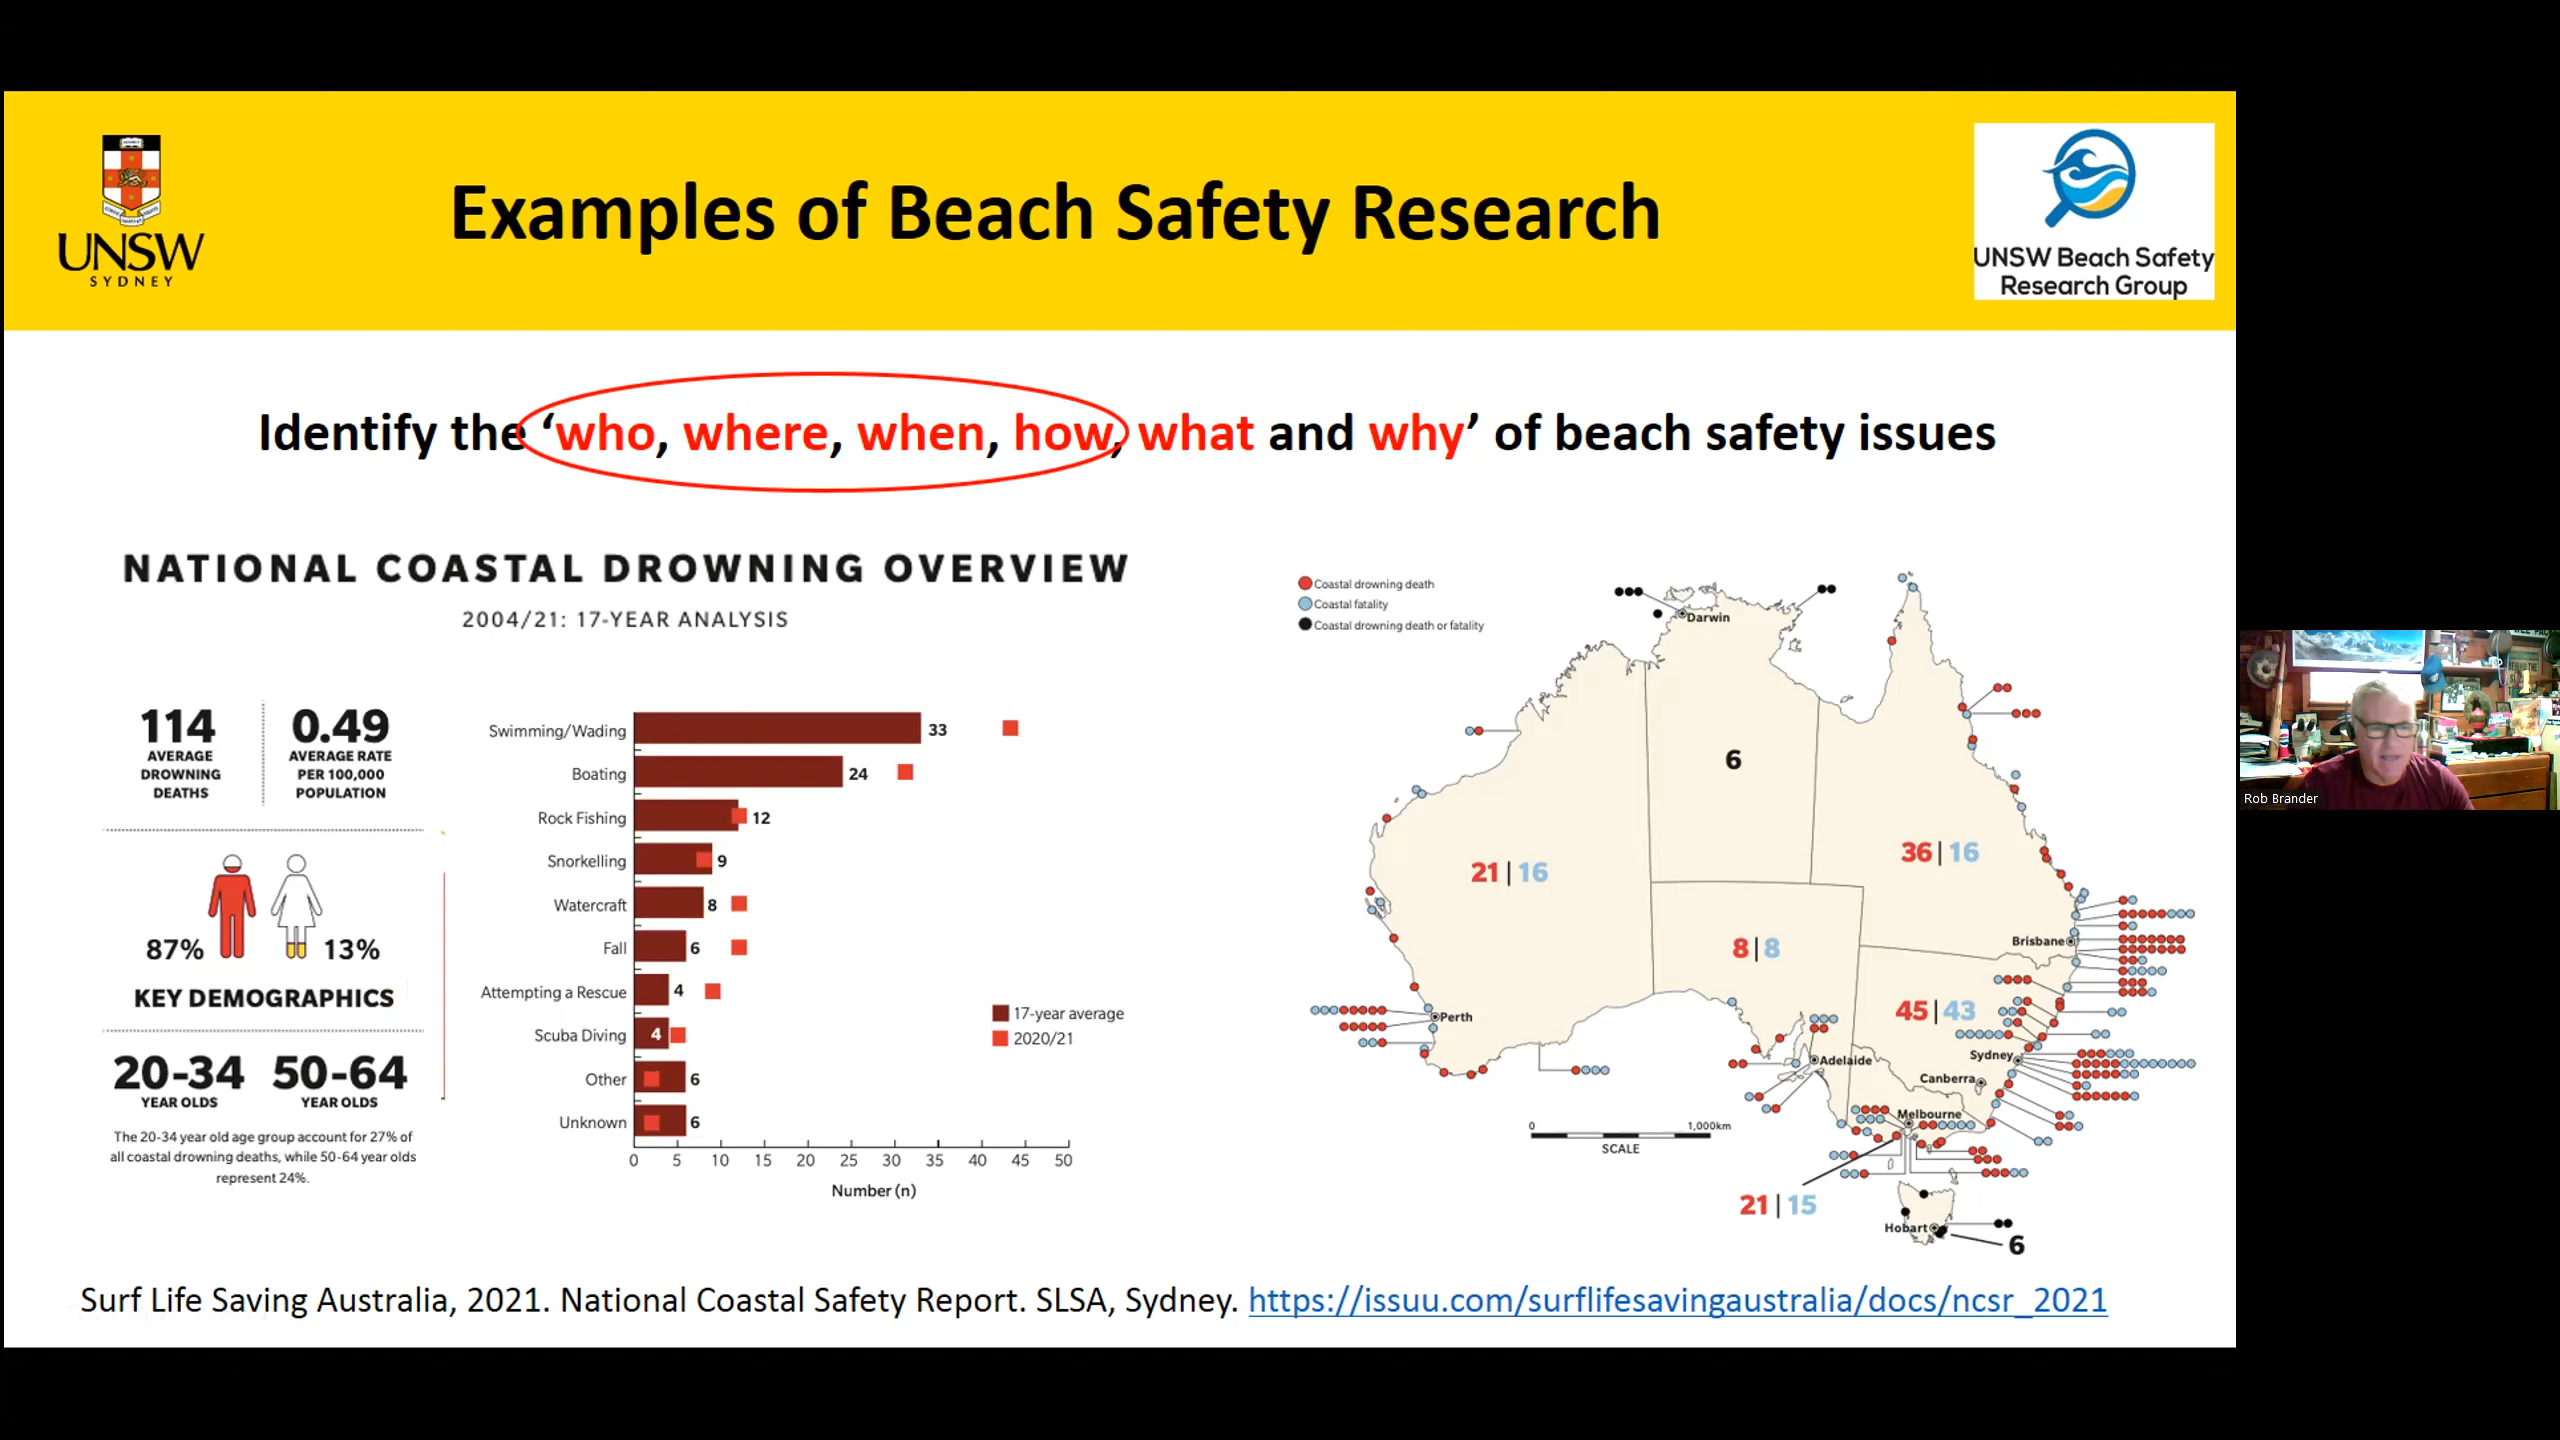 UNSW
SYDNEY
Examples of Beach Safety Research
UNSW Beach Safety
Research Group
Identify the ‘who, where, when, how, what and why’ of beach safety issues
NATIONAL COASTAL DROWNING OVERVIEW
2004/21: 17-YEAR ANALYSIS
114
AVERAGE
DROWNING
DEATHS
0.49
AVERAGE RATE
PER 100,000
POPULATION
87%
13%
KEY DEMOGRAPHICS
20-34
YEAR OLDS
50-64
YEAR OLDS
The 20-34 year old age group account for 27% of
all coastal drowning deaths, while 50-64 year olds
represent 24%.
Swimming/Wading 33
Boating 24
Rock Fishing 12
Snorkelling 9
Watercraft 8
Fall 6
Attempting a Rescue 4
Scuba Diving 4
Other 6
Unknown 6
17-year average
2020/21
0 5 10 15 20 25 30 35 40 45 50
Number (n)
Coastal drowning death
Coastal fatality
Coastal drowning death or fatality
Darwin
6
36|16
21|16
8|8
Brisbane
45|43
Perth
Sydney
Adelaide
Canberra
Melbourne
0 1,000km
SCALE
21|15
Hobart
6
Surf Life Saving Australia, 2021. National Coastal Safety Report. SLSA, Sydney. https://issuu.com/surflifesavingaustralia/docs/ncsr_2021
Rob Brander